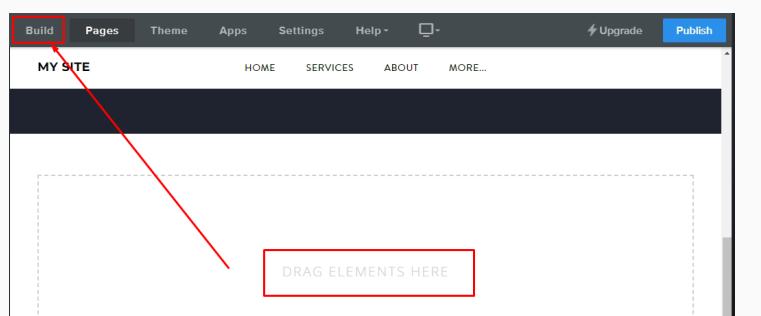 Build Pages Theme Apps Settings Help Upgrade Publish
MY SITE HOME SERVICES ABOUT MORE...
DRAG ELEMENTS HERE